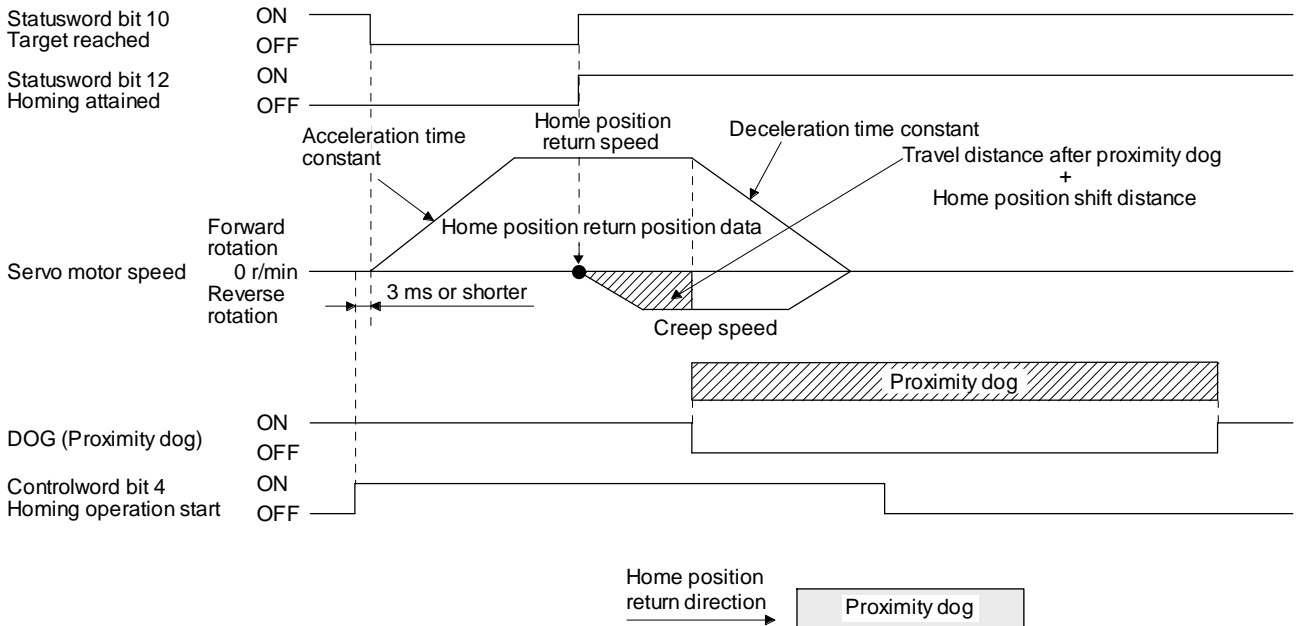 Statusword bit 10
Target reached
ON
OFF
Statusword bit 12
Homing attained
ON
OFF
Acceleration time
constant
Home position
return speed
Deceleration time constant
Travel distance after proximity dog
+
Home position shift distance
Forward
rotation
Home position return position data
Servo motor speed
0 r/min
Reverse
rotation
3 ms or shorter
Creep speed
Proximity dog
DOG (Proximity dog)
ON
OFF
Controlword bit 4
Homing operation start
ON
OFF
Home position
return direction
Proximity dog